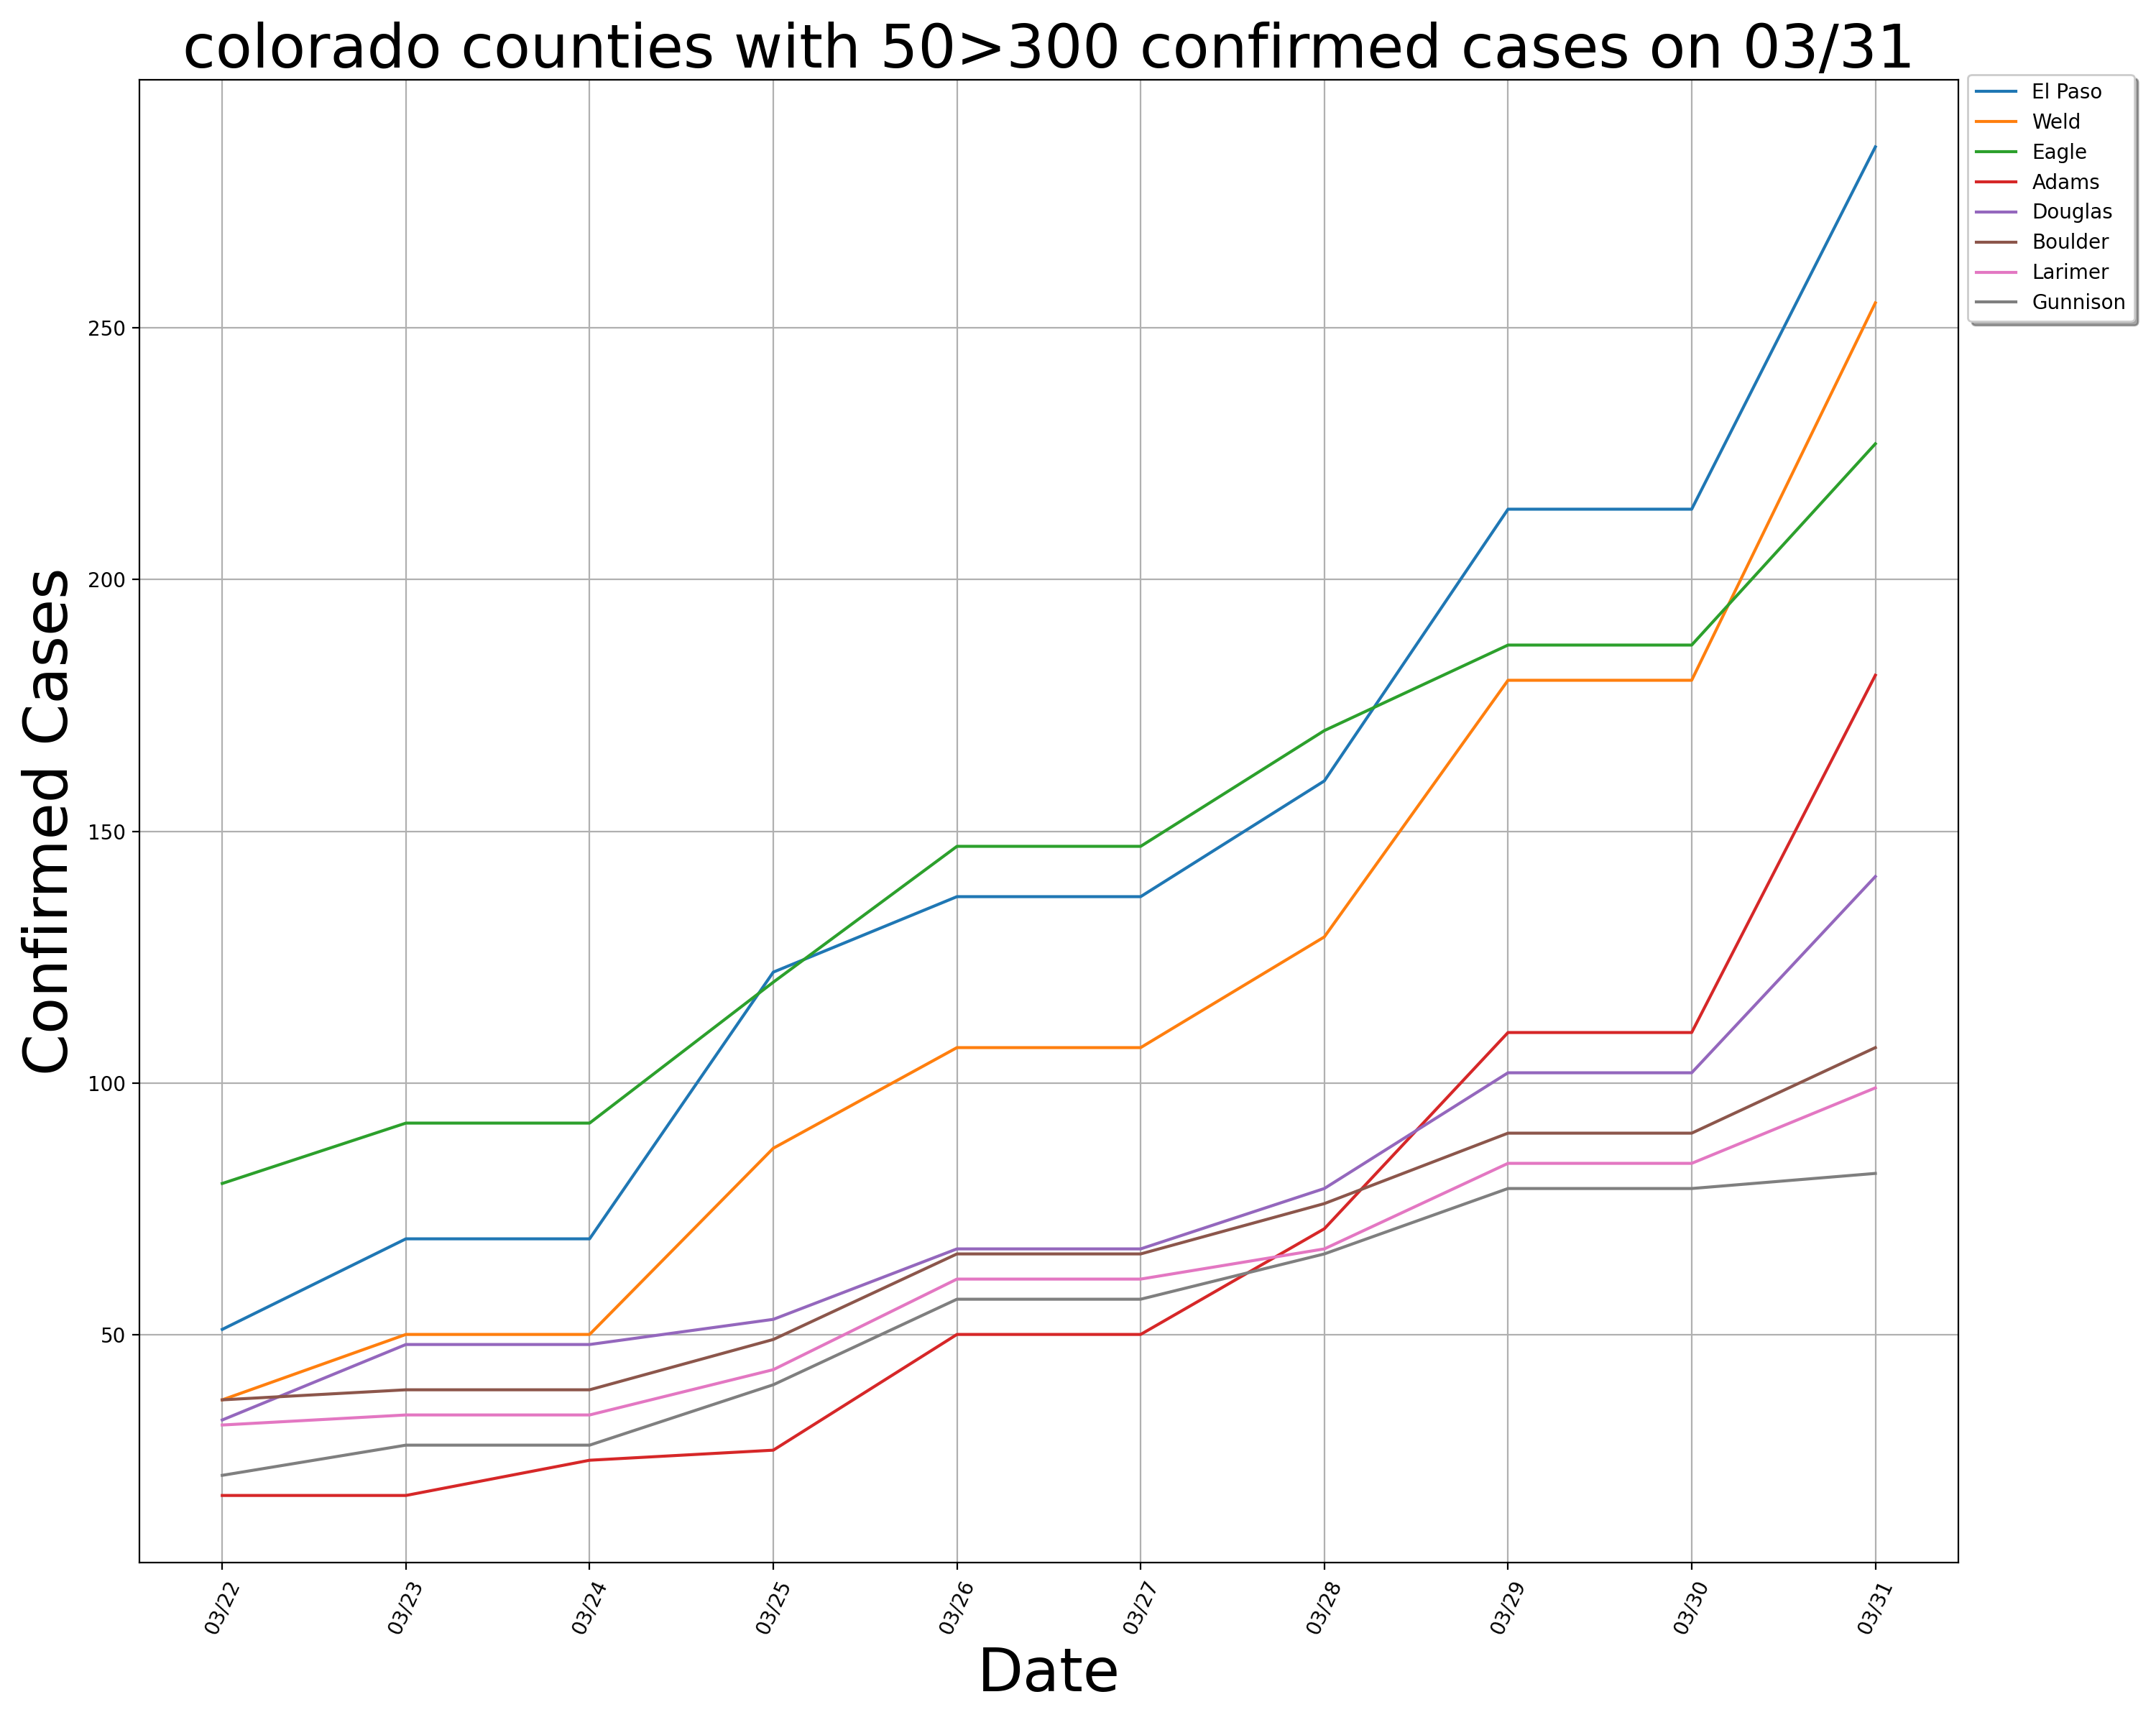 colorado counties with 50>300 confirmed cases on 03/31
El Paso
Weld
Eagle
Adams
Douglas
Boulder
Larimer
Gunnison
Confirmed Cases
250
200
150
100
50
03/22
03/23
03/24
03/25
03/26
03/27
03/28
03/29
03/30
03/31
Date